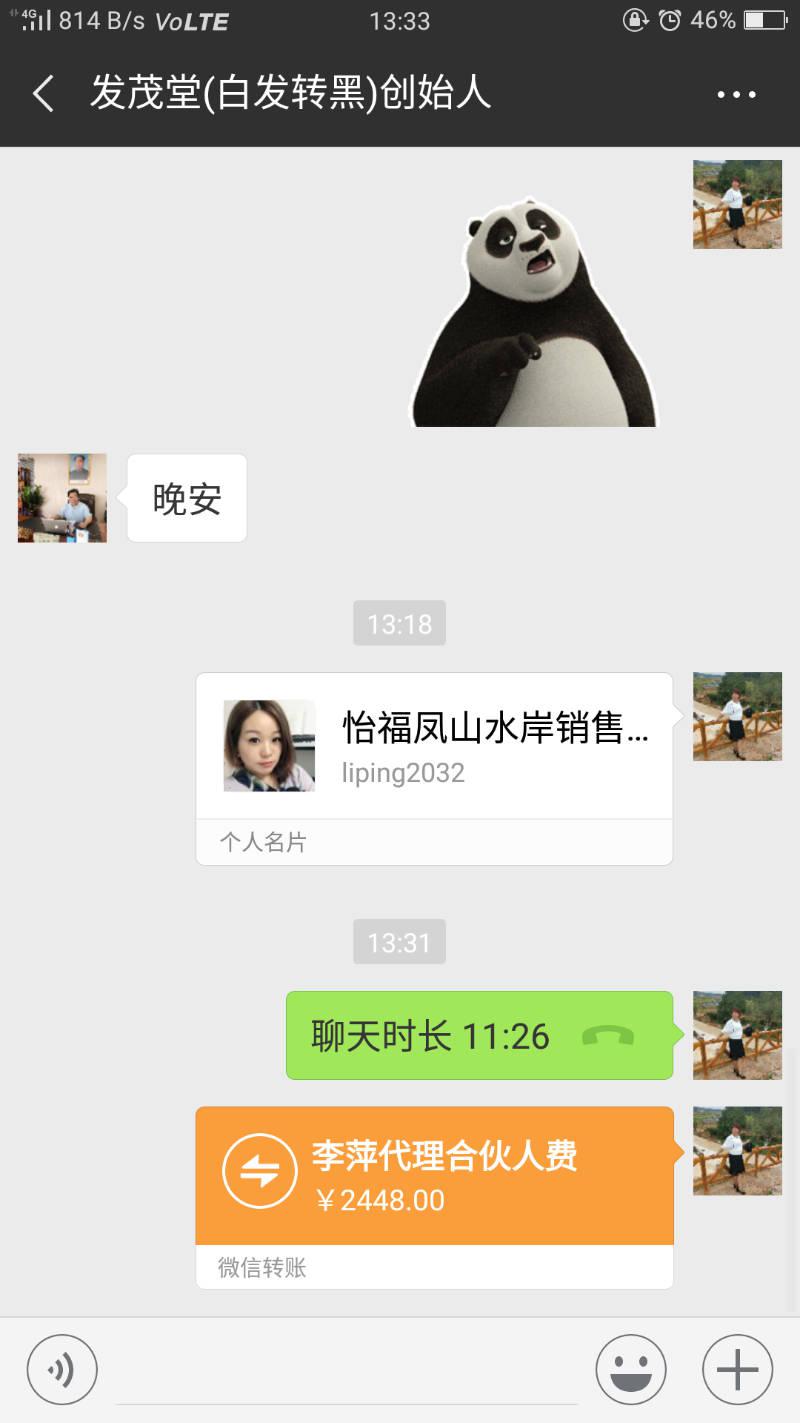 4G 814 B/s VoLTE 13:33 46%
发茂堂(白发转黑)创始人
晚安
13:18
怡福凤山水岸销售...
liping2032
个人名片
13:31
聊天时长 11:26
李萍代理合伙人费
￥2448.00
微信转账